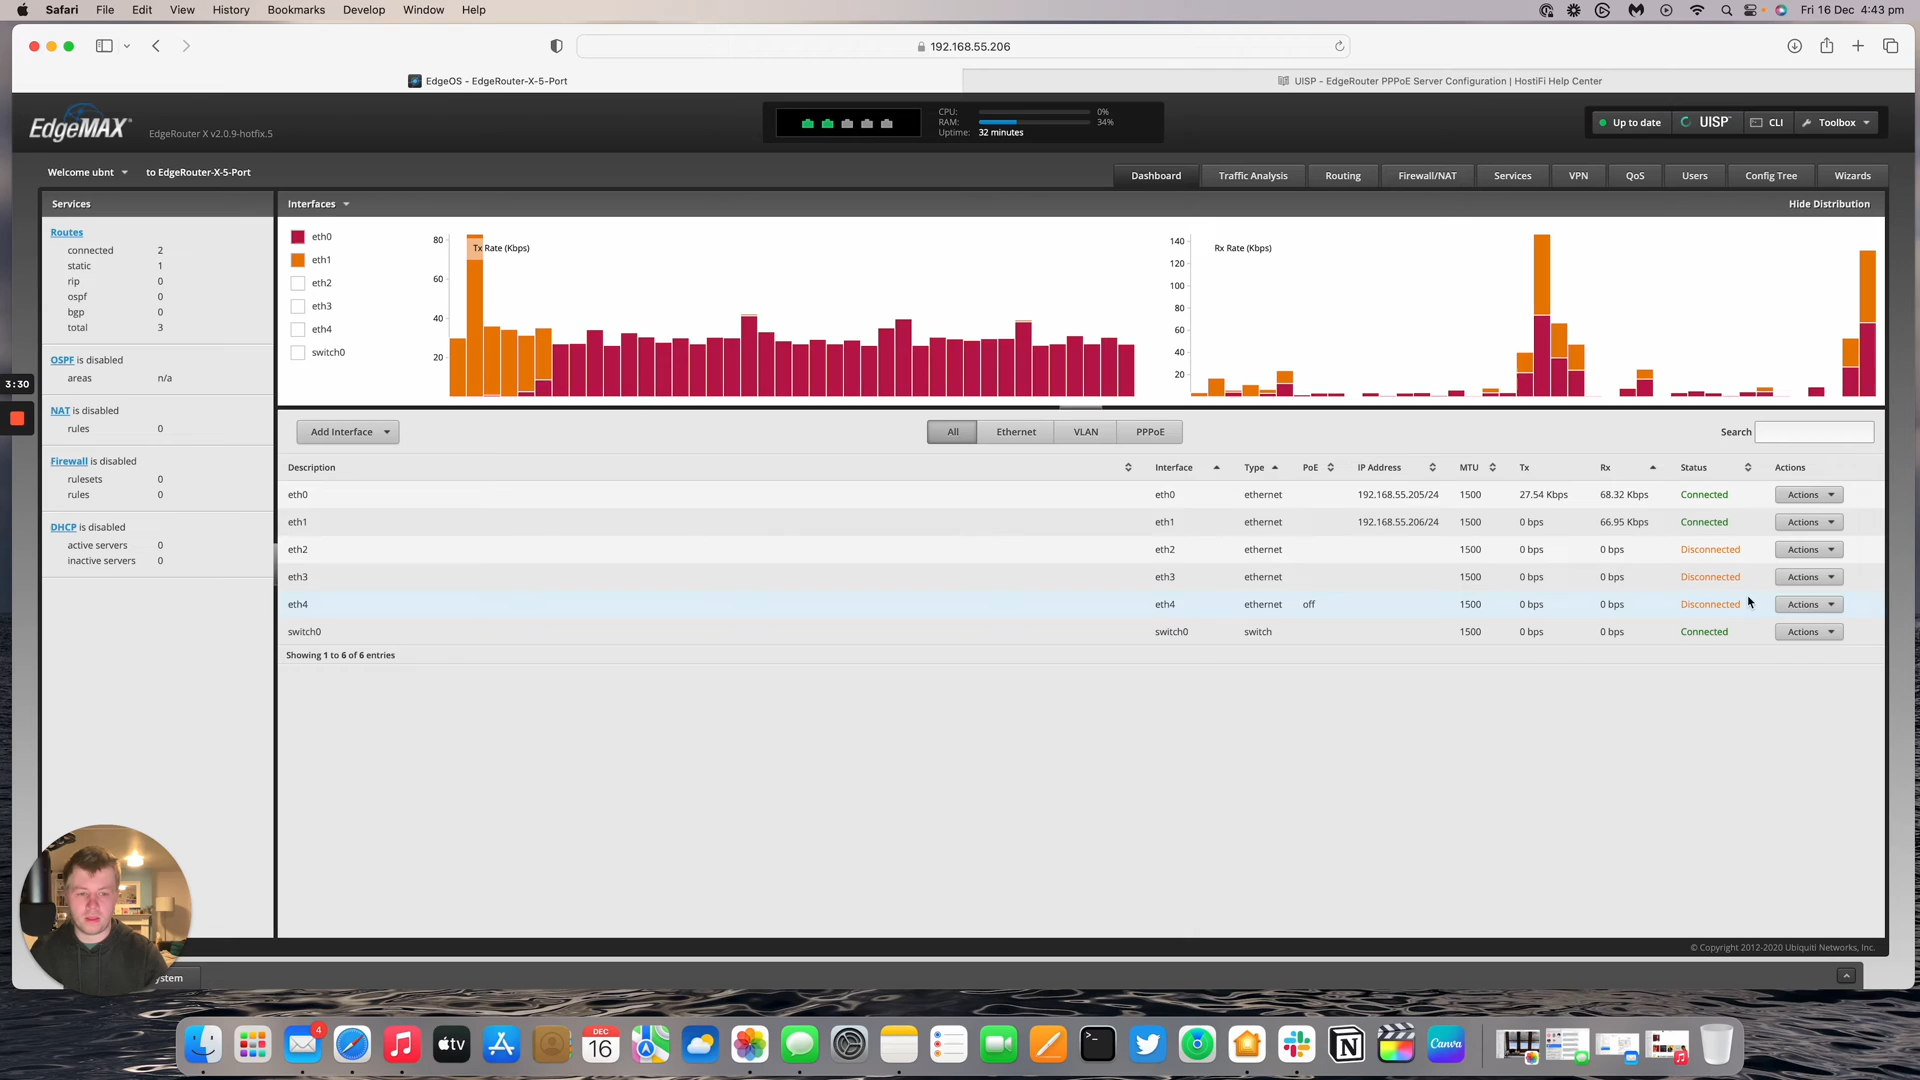 Safari File Edit View History Bookmarks Develop Window Help
Fri 16 Dec 4:43 pm
192.168.55.206
EdgeOS - EdgeRouter-X-5-Port
UISP - EdgeRouter PPPoE Server Configuration | HostiFi Help Center
EdgeMAX EdgeRouter X v2.0.9-hotfix.5
CPU: 0%
RAM: 34%
Uptime: 32 minutes
Up to date UISP CLI Toolbox
Welcome ubnt to EdgeRouter-X-5-Port
Dashboard Traffic Analysis Routing Firewall/NAT Services VPN QoS Users Config Tree Wizards
Services
Routes
connected 2
static 1
rip 0
ospf 0
bgp 0
total 3
OSPF is disabled
areas n/a
NAT is disabled
rules 0
Firewall is disabled
rulesets 0
rules 0
DHCP is disabled
active servers 0
inactive servers 0
3:30
Interfaces Hide Distribution
eth0
eth1
eth2
eth3
eth4
switch0
Tx Rate (Kbps)
80
60
40
20
Rx Rate (Kbps)
140
120
100
80
60
40
20
Add Interface All Ethernet VLAN PPPoE Search
Description Interface Type PoE IP Address MTU Tx Rx Status Actions
eth0 eth0 ethernet 192.168.55.205/24 1500 27.54 Kbps 68.32 Kbps Connected Actions
eth1 eth1 ethernet 192.168.55.206/24 1500 0 bps 66.95 Kbps Connected Actions
eth2 eth2 ethernet 1500 0 bps 0 bps Disconnected Actions
eth3 eth3 ethernet 1500 0 bps 0 bps Disconnected Actions
eth4 eth4 ethernet off 1500 0 bps 0 bps Disconnected Actions
switch0 switch0 switch 1500 0 bps 0 bps Connected Actions
Showing 1 to 6 of 6 entries
© Copyright 2012-2020 Ubiquiti Networks, Inc.
ystem
4
tv
DEC
16
Canva